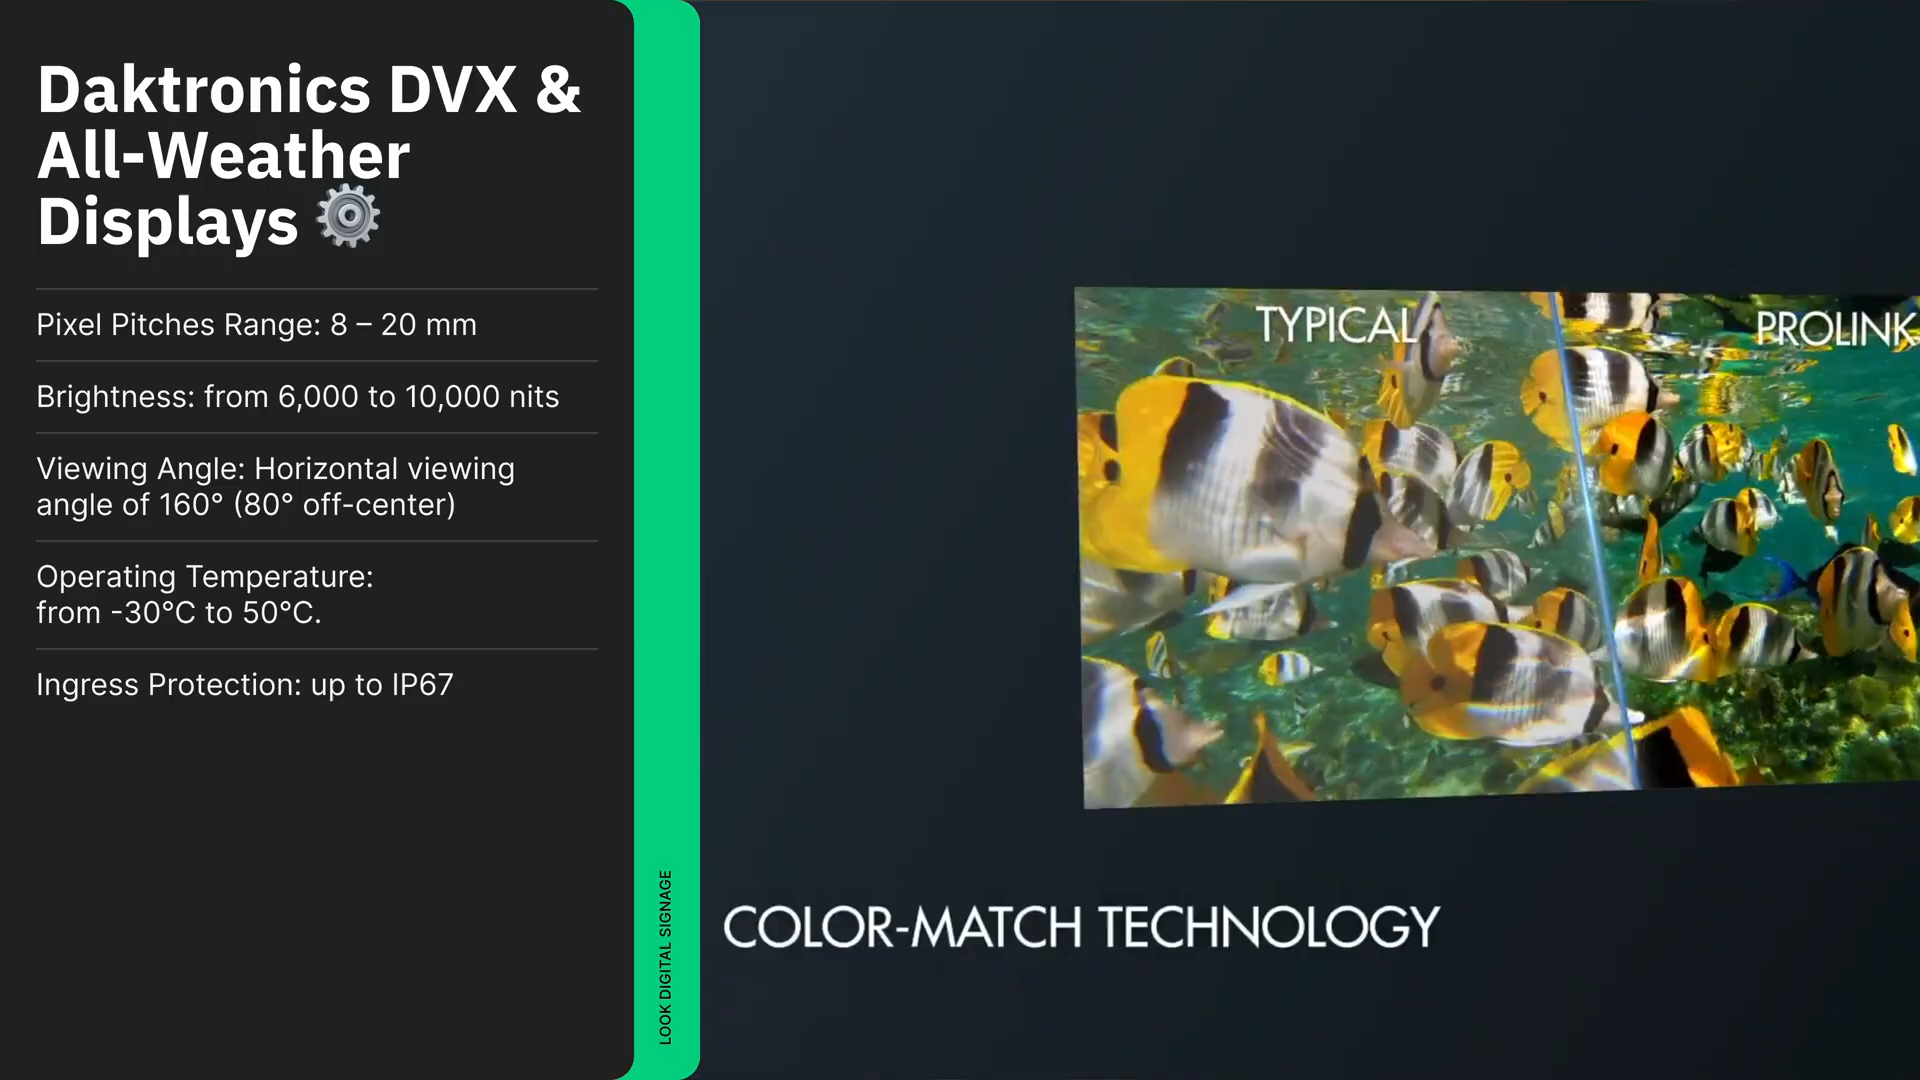 Daktronics DVX &
All-Weather
Displays
Pixel Pitches Range: 8 – 20 mm
Brightness: from 6,000 to 10,000 nits
Viewing Angle: Horizontal viewing
angle of 160° (80° off-center)
Operating Temperature:
from -30°C to 50°C.
Ingress Protection: up to IP67
LOOK DIGITAL SIGNAGE
TYPICAL
PROLINK
COLOR-MATCH TECHNOLOGY